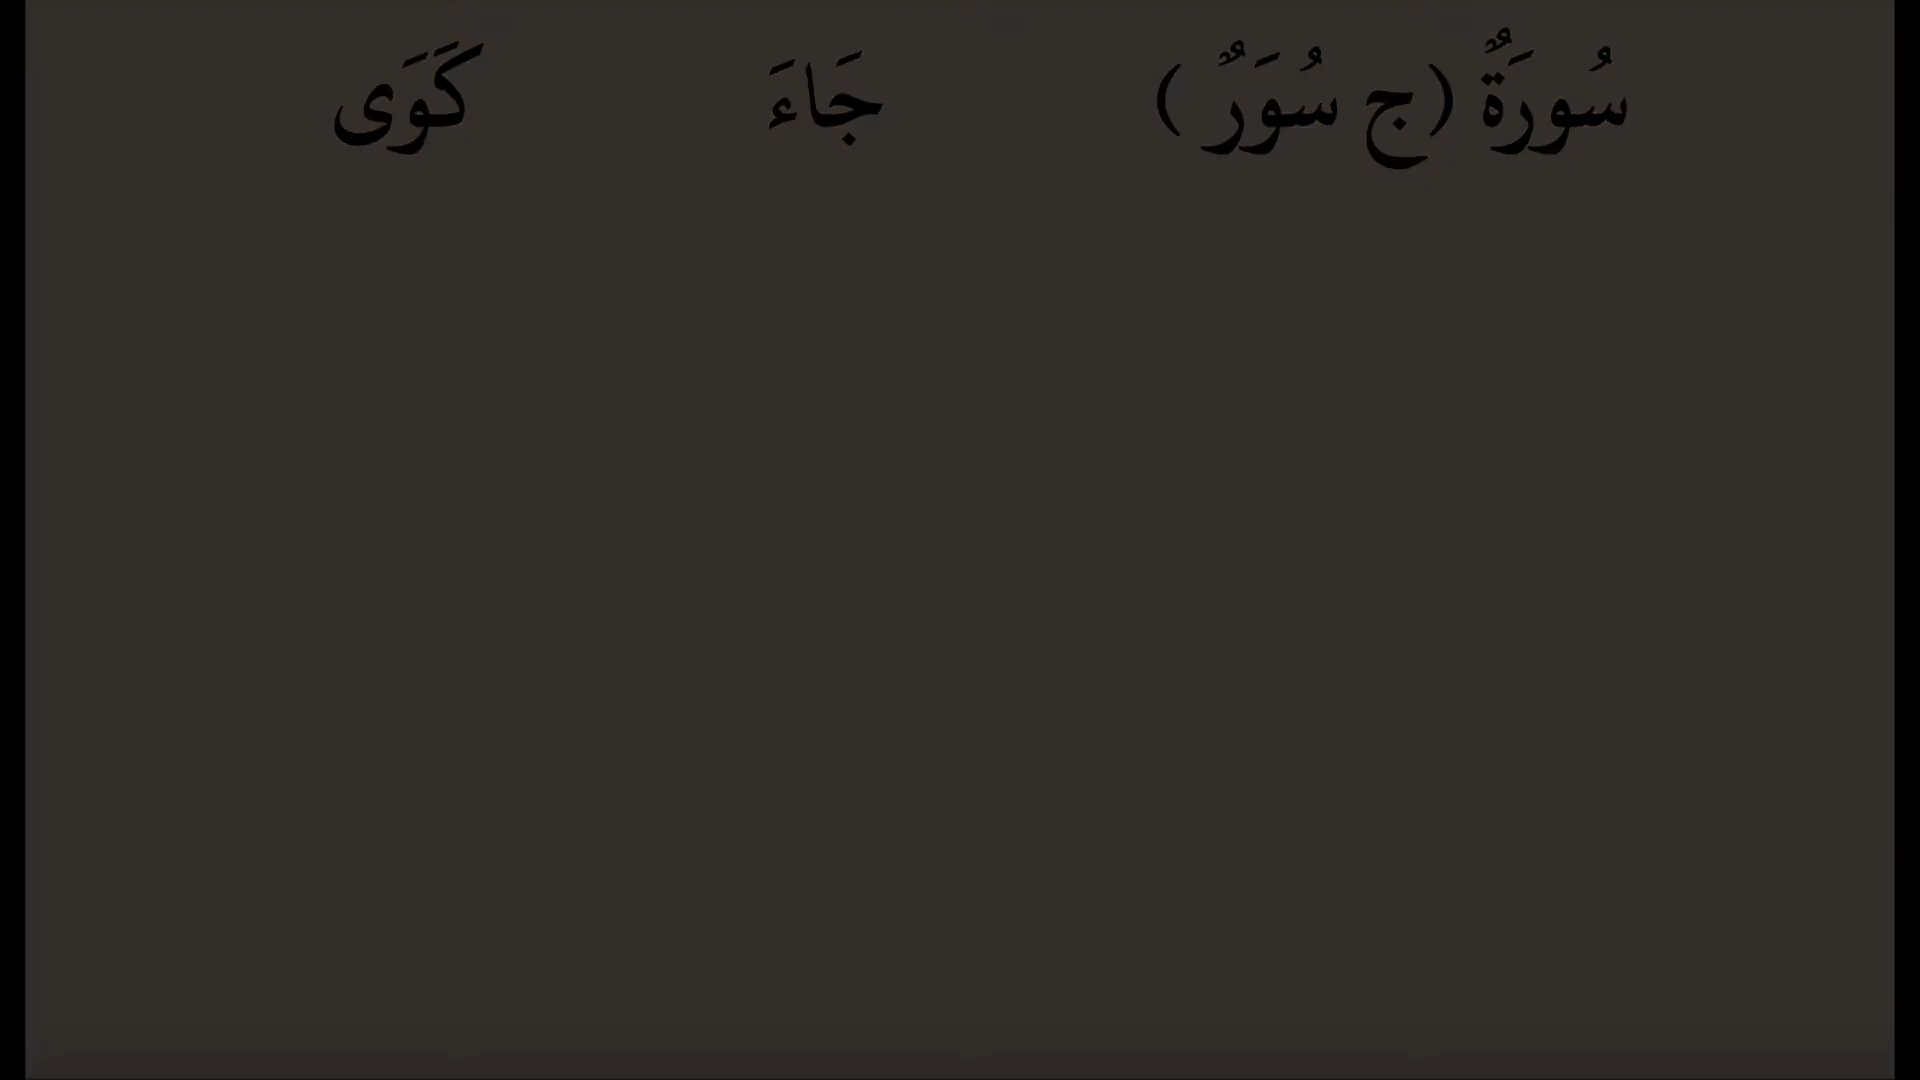 سُورَةٌ (ج سُوَرٌ ) جَاءَ كَوَى